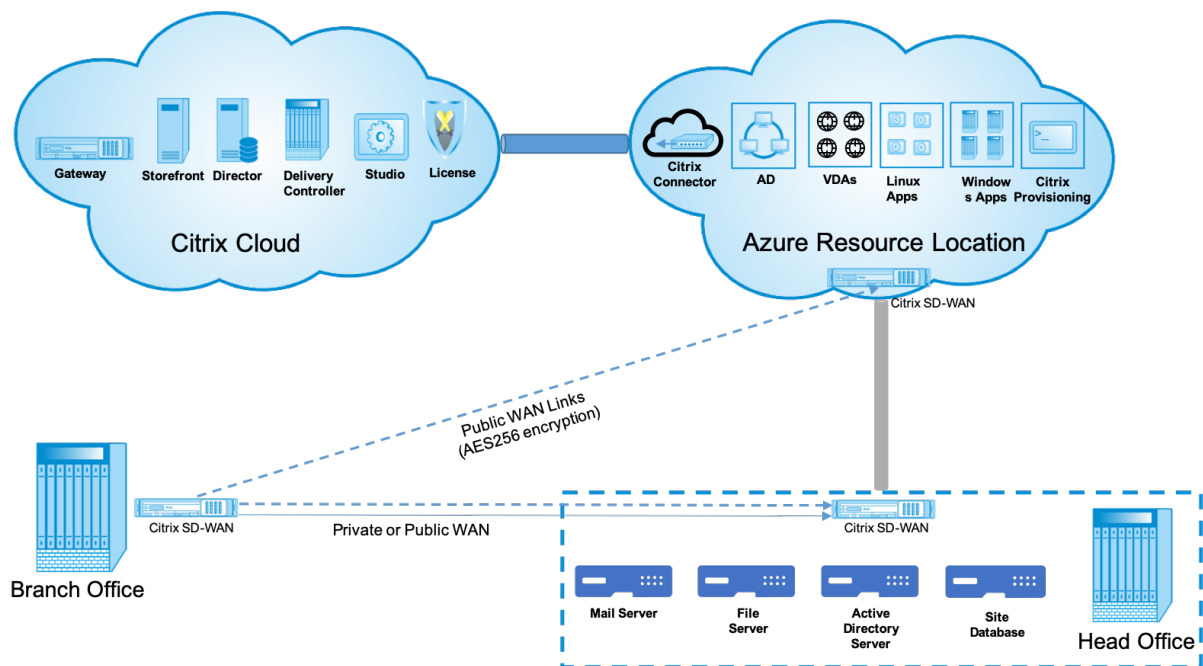 Gateway
Storefront
Director
Delivery
Controller
Studio
License
Citrix Cloud
Citrix
Connector
AD
VDAs
Linux
Apps
Window
s Apps
Citrix
Provisioning
>_
Azure Resource Location
Citrix SD-WAN
Public WAN Links
(AES256 encryption)
Citrix SD-WAN
Private or Public WAN
Citrix SD-WAN
Branch Office
Mail Server
File
Server
Active
Directory
Server
Site
Database
Head Office